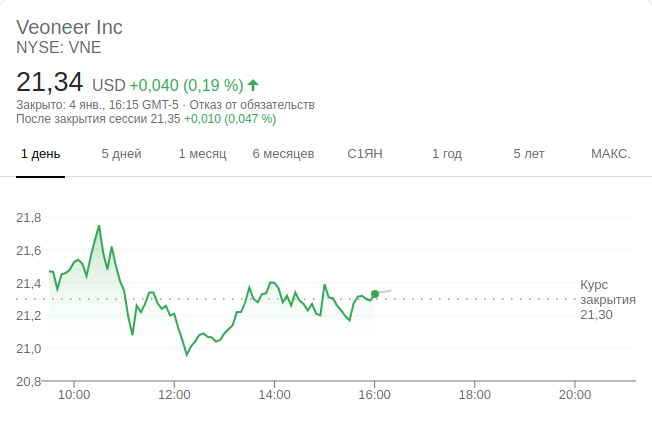 Veoneer Inc
NYSE: VNE
21,34 USD +0,040 (0,19 %)
Закрыто: 4 янв., 16:15 GMT-5 · Отказ от обязательств
После закрытия сессии 21,35 +0,010 (0,047 %)
1 день 5 дней 1 месяц 6 месяцев С1ЯН 1 год 5 лет МАКС.
21,8
21,6
21,4
21,2
21,0
20,8
Курс
закрытия
21,30
10:00 12:00 14:00 16:00 18:00 20:00